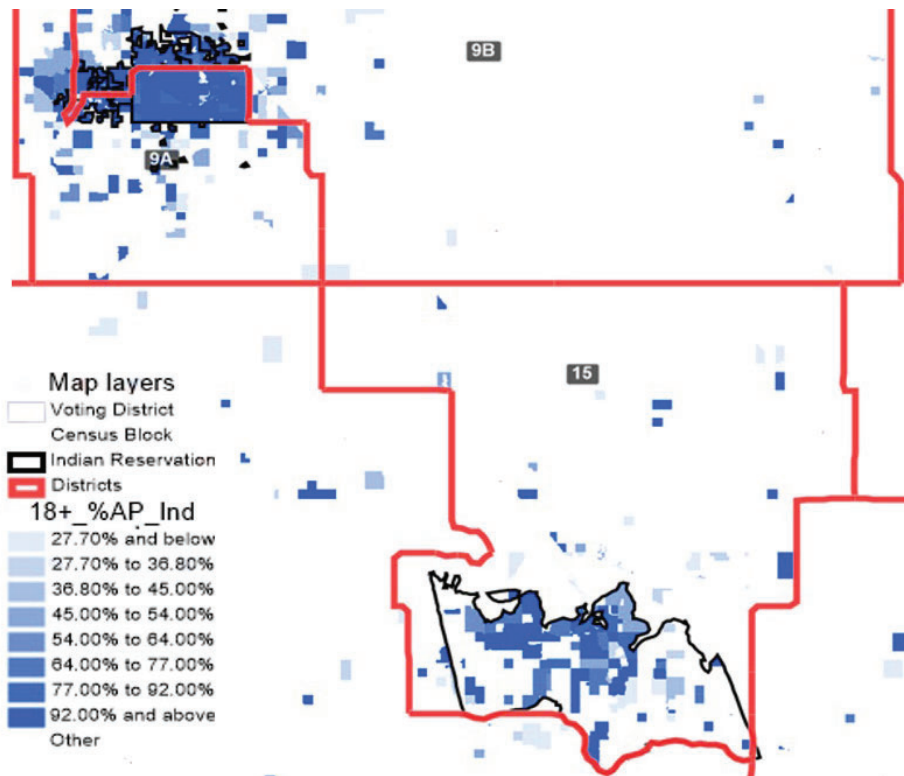 9B
9A
15
Map layers
Voting District
Census Block
Indian Reservation
Districts
18+_%AP_Ind
27.70% and below
27.70% to 36.80%
36.80% to 45.00%
45.00% to 54.00%
54.00% to 64.00%
64.00% to 77.00%
77.00% to 92.00%
92.00% and above
Other